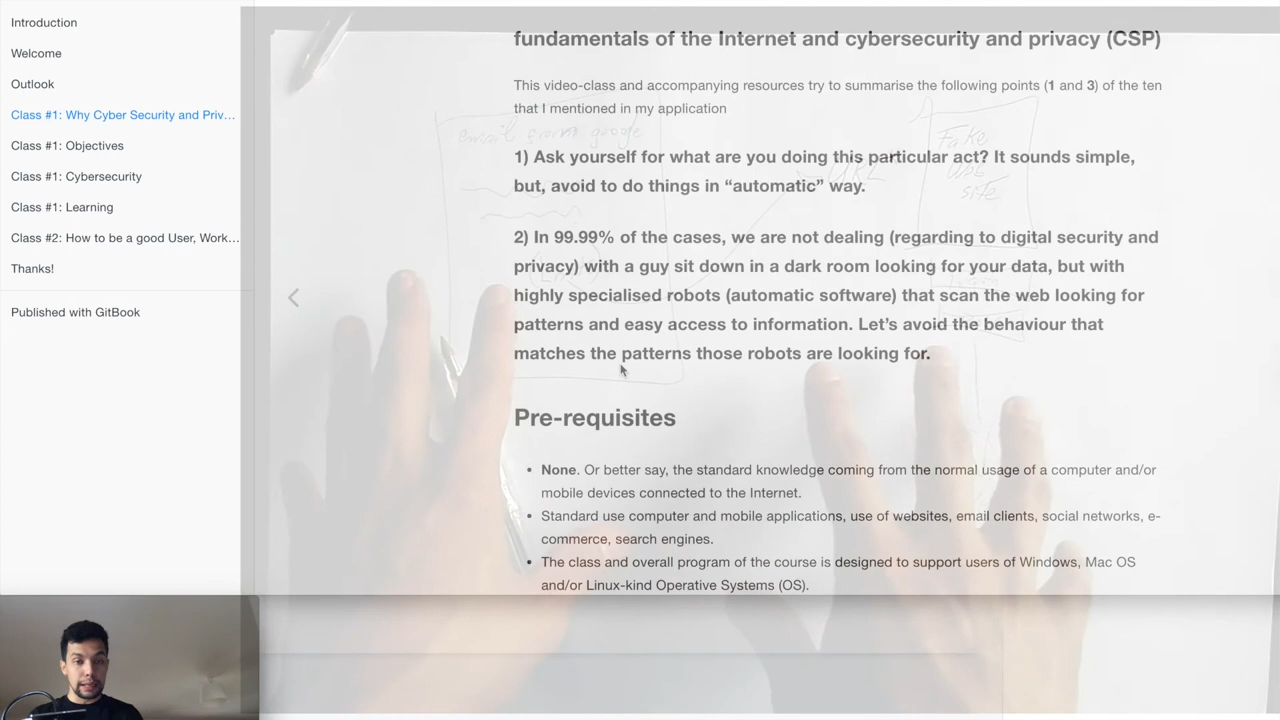 Introduction
Welcome
Outlook
Class #1: Why Cyber Security and Priv…
Class #1: Objectives
Class #1: Cybersecurity
Class #1: Learning
Class #2: How to be a good User, Work…
Thanks!
Published with GitBook
fundamentals of the Internet and cybersecurity and privacy (CSP)
This video-class and accompanying resources try to summarise the following points (1 and 3) of the ten
that I mentioned in my application
1) Ask yourself for what are you doing this particular act? It sounds simple,
but, avoid to do things in “automatic” way.
2) In 99.99% of the cases, we are not dealing (regarding to digital security and
privacy) with a guy sit down in a dark room looking for your data, but with
highly specialised robots (automatic software) that scan the web looking for
patterns and easy access to information. Let’s avoid the behaviour that
matches the patterns those robots are looking for.
Pre-requisites
• None. Or better say, the standard knowledge coming from the normal usage of a computer and/or
mobile devices connected to the Internet.
• Standard use computer and mobile applications, use of websites, email clients, social networks, e-
commerce, search engines.
• The class and overall program of the course is designed to support users of Windows, Mac OS
and/or Linux-kind Operative Systems (OS).
email from google
URL
Fake
Web
site